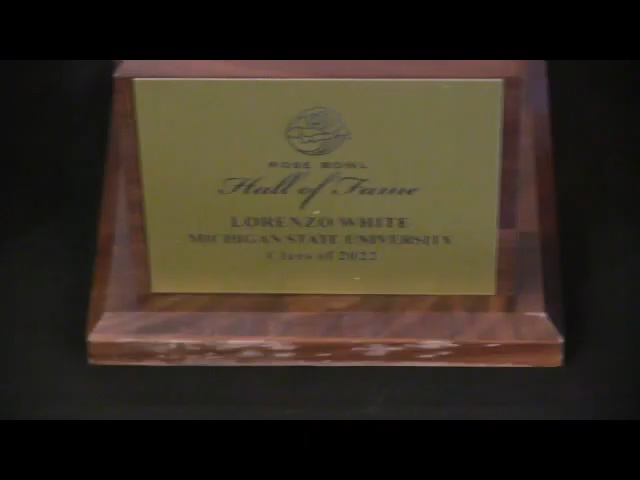 ROSE BOWL
Hall of Fame
LORENZO WHITE
MICHIGAN STATE UNIVERSITY
Class of 2022